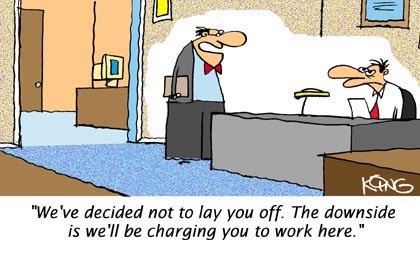 KING
"We've decided not to lay you off. The downside
is we'll be charging you to work here."